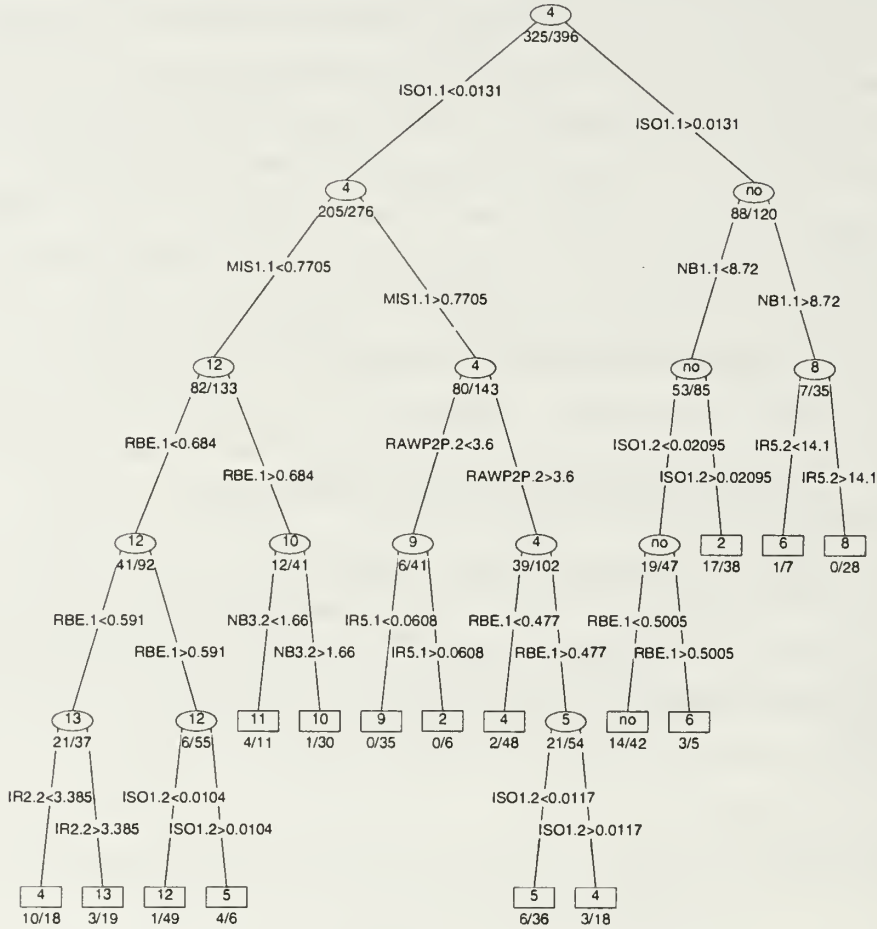 4
325/396
ISO1.1<0.0131
ISO1.1>0.0131
4
no
205/276
88/120
MIS1.1<0.7705
NB1.1<8.72
MIS1.1>0.7705
NB1.1>8.72
12
4
no
8
82/133
80/143
53/85
7/35
RBE.1<0.684
RAWP2P.2<3.6
ISO1.2<0.02095
IR5.2<14.1
RBE.1>0.684
RAWP2P.2>3.6
ISO1.2>0.02095
IR5.2>14.1
12
10
9
4
no
2
6
8
41/92
12/41
6/41
39/102
19/47
17/38
1/7
0/28
RBE.1<0.591
NB3.2<1.66
IR5.1<0.0608
RBE.1<0.477
RBE.1<0.5005
RBE.1>0.591
NB3.2>1.66
IR5.1>0.0608
RBE.1>0.477
RBE.1>0.5005
13
12
11
10
9
2
4
5
no
6
21/37
6/55
4/11
1/30
0/35
0/6
2/48
21/54
14/42
3/5
IR2.2<3.385
ISO1.2<0.0104
ISO1.2<0.0117
IR2.2>3.385
ISO1.2>0.0104
ISO1.2>0.0117
4
13
12
5
5
4
10/18
3/19
1/49
4/6
6/36
3/18